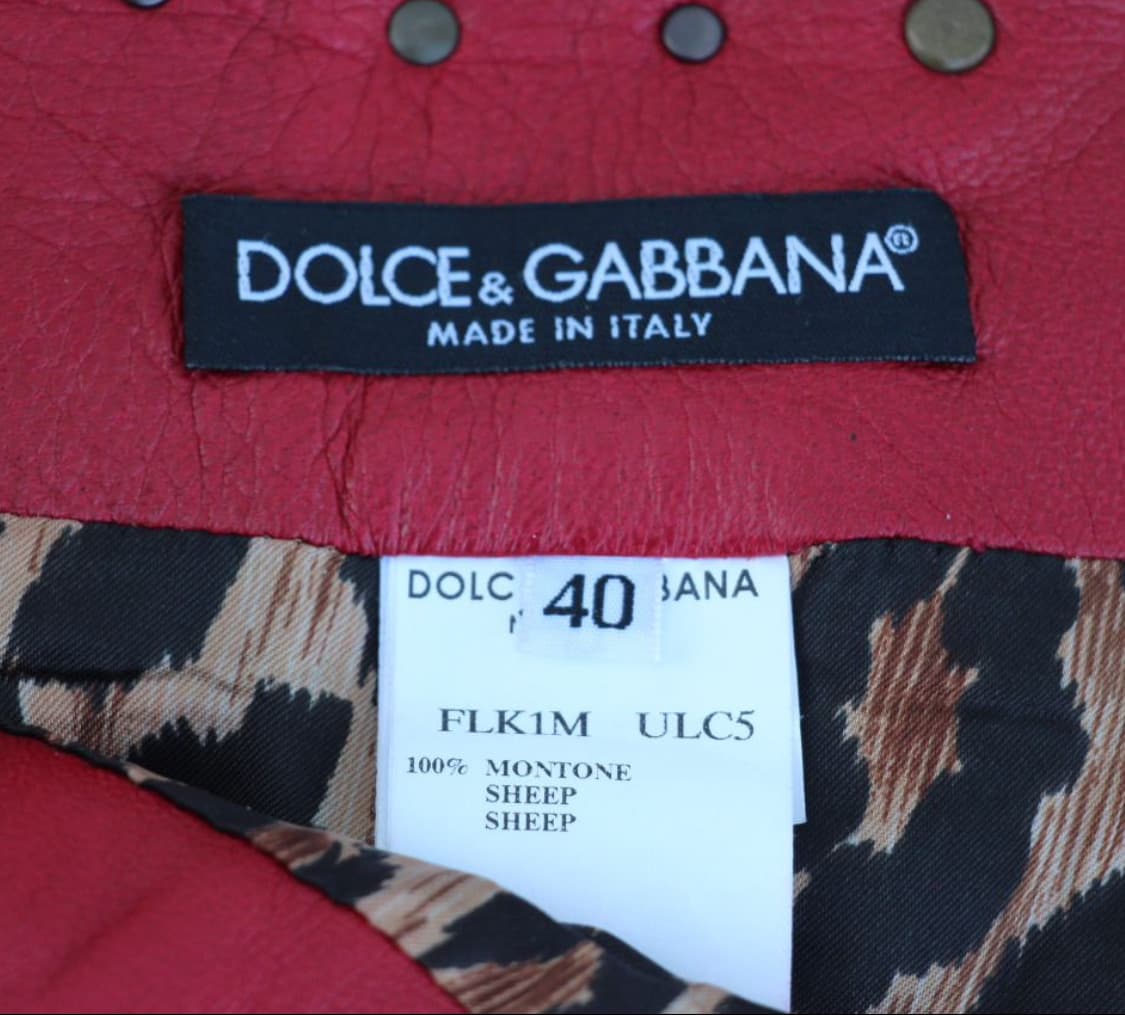 DOLCE & GABBANA®
MADE IN ITALY
DOLC 40 BANA
FLK1M ULC5
100% MONTONE
SHEEP
SHEEP